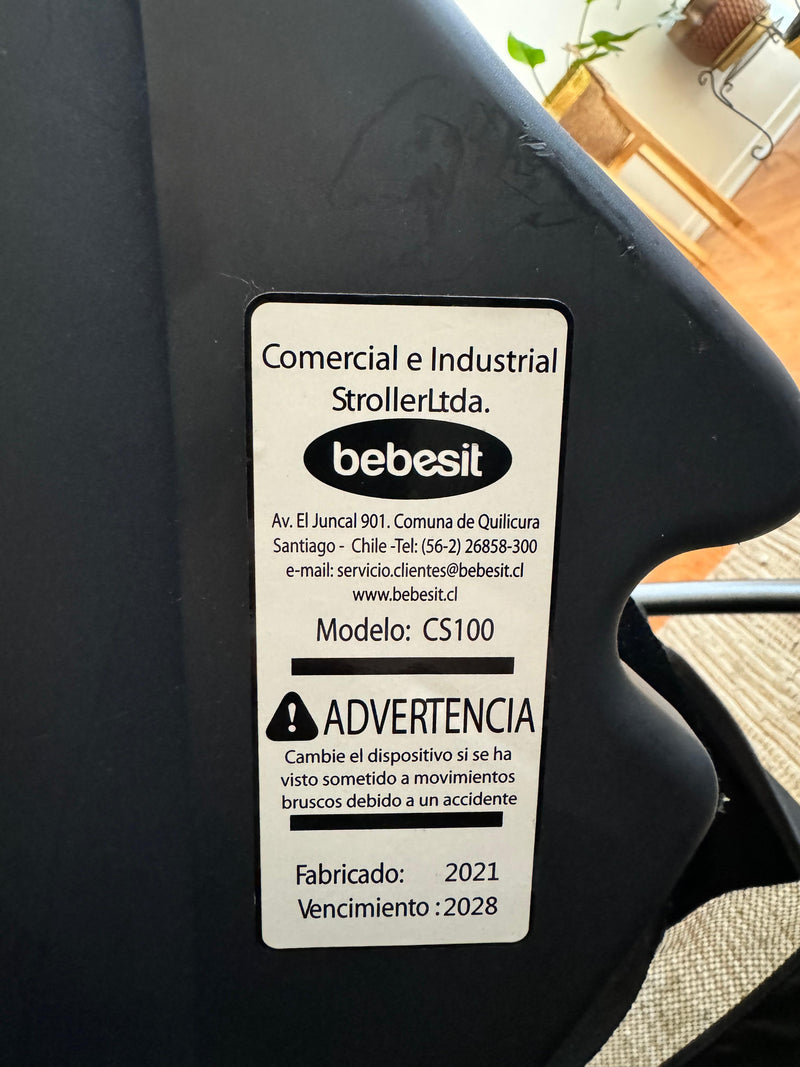 Comercial e Industrial
StrollerLtda.
bebesit
Av. El Juncal 901. Comuna de Quilicura
Santiago - Chile -Tel: (56-2) 26858-300
e-mail: servicio.clientes@bebesit.cl
www.bebesit.cl
Modelo: CS100
ADVERTENCIA
Cambie el dispositivo si se ha
visto sometido a movimientos
bruscos debido a un accidente
Fabricado: 2021
Vencimiento : 2028